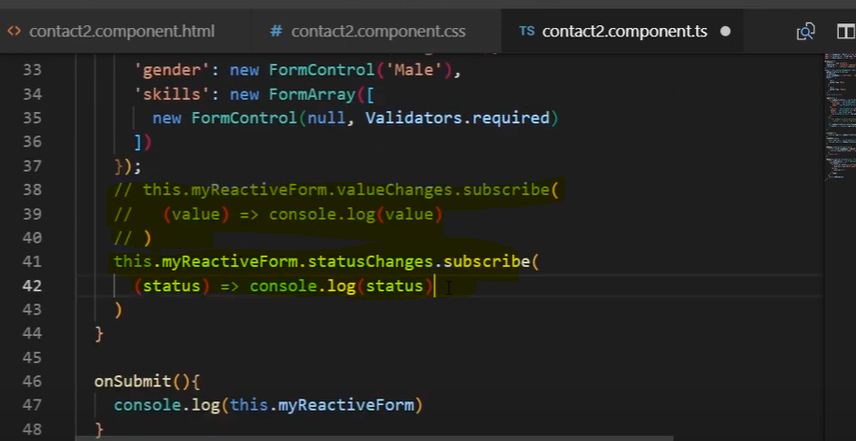 <> contact2.component.html
# contact2.component.css
TS contact2.component.ts
33 'gender': new FormControl('Male'),
34 'skills': new FormArray([
35 new FormControl(null, Validators.required)
36 ])
37 });
38 // this.myReactiveForm.valueChanges.subscribe(
39 // (value) => console.log(value)
40 // )
41 this.myReactiveForm.statusChanges.subscribe(
42 (status) => console.log(status)
43 )
44 }
45
46 onSubmit(){
47 console.log(this.myReactiveForm)
48 }